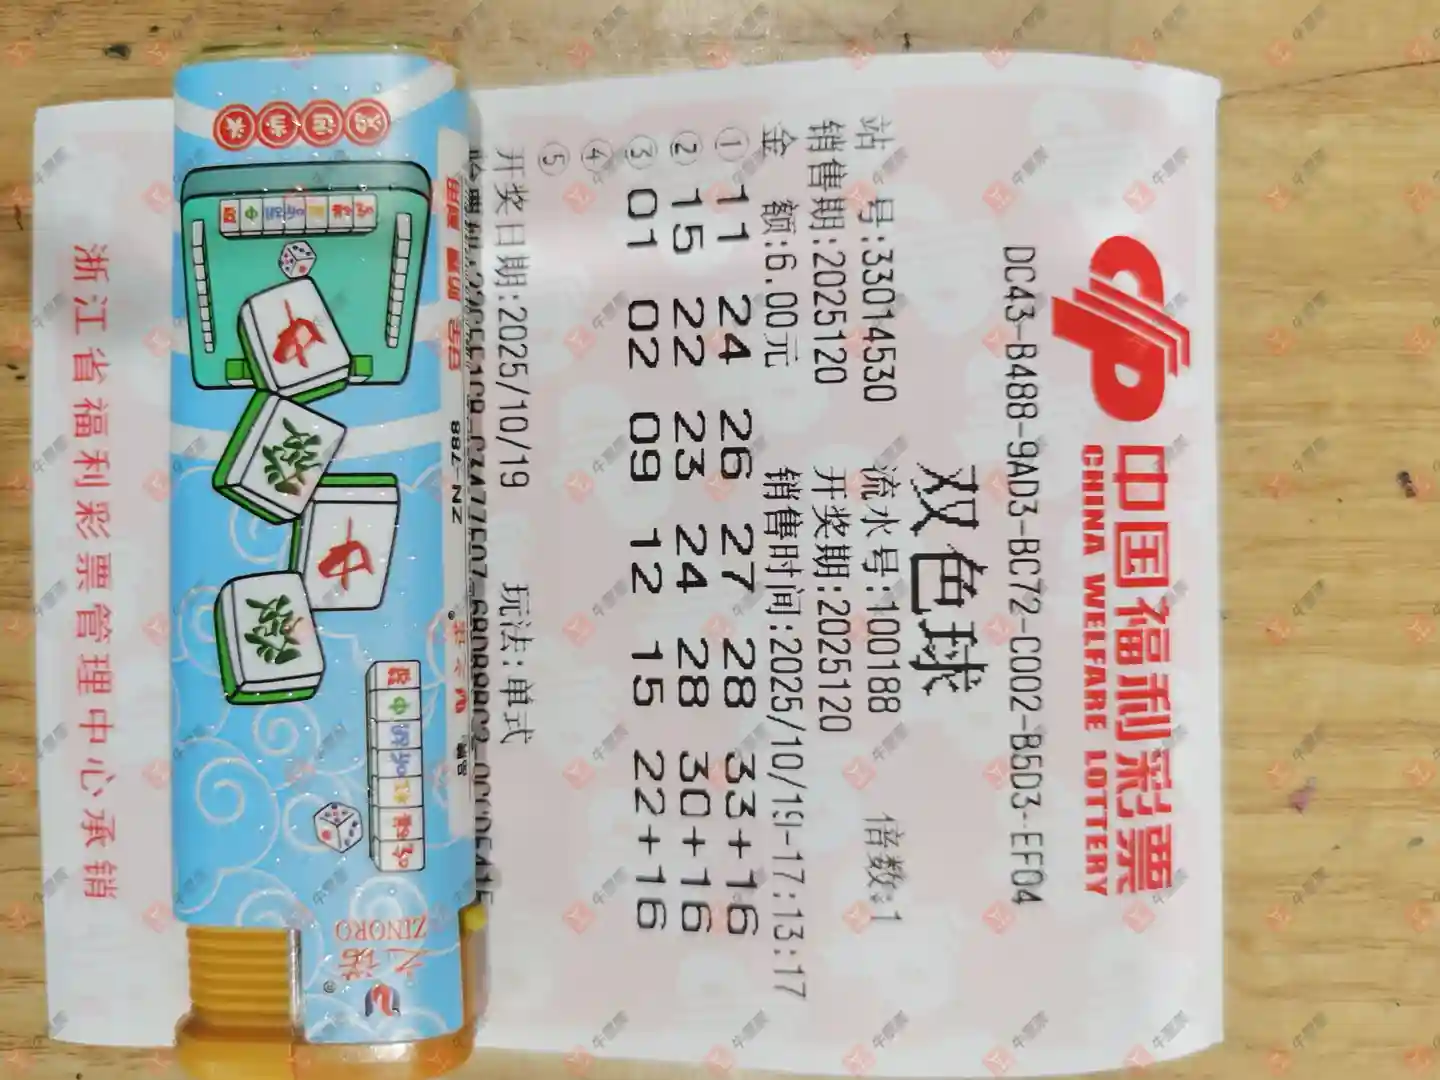 中国福利彩票
CHINA WELFARE LOTTERY
DC43-B488-9AD3-BC72-C002-B5D3-EF04
双色球
站 号:33014530 流水号:100188 倍数:1
销售期:2025120 开奖期:2025120
金 额:6.00元 销售时间:2025/10/19-17:13:17
① 11 24 26 27 28 33+16
② 15 22 23 24 28 30+16
③ 01 02 09 12 15 22+16
④
⑤
开奖日期:2025/10/19 玩法:单式
浙江省福利彩票管理中心承销
ZENGRO